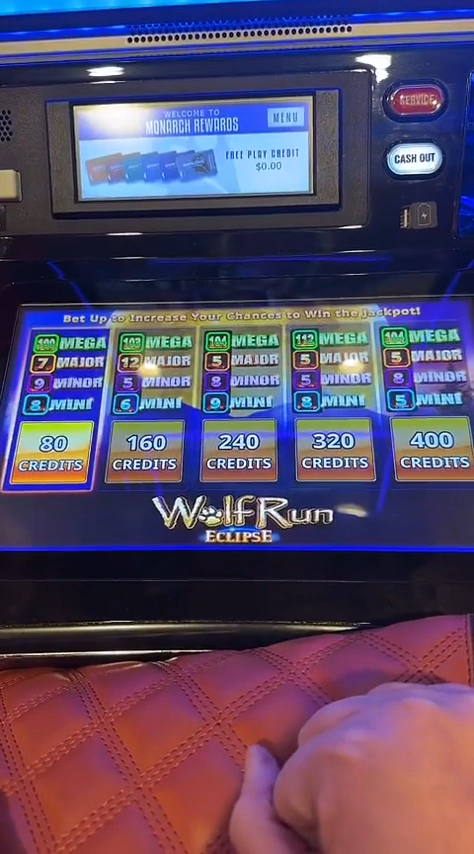 WELCOME TO
MONARCH REWARDS
MENU
FREE PLAY CREDIT
$0.00
SERVICE
CASH OUT
Bet Up to Increase Your Chances to Win the Jackpot!
100 MEGA 103 MEGA 104 MEGA 112 MEGA 104 MEGA
7 MAJOR 12 MAJOR 5 MAJOR 5 MAJOR 5 MAJOR
9 MINOR 5 MINOR 8 MINOR 5 MINOR 8 MINOR
8 MINI 6 MINI 9 MINI 8 MINI 5 MINI
80 160 240 320 400
CREDITS CREDITS CREDITS CREDITS CREDITS
Wolf Run
ECLIPSE